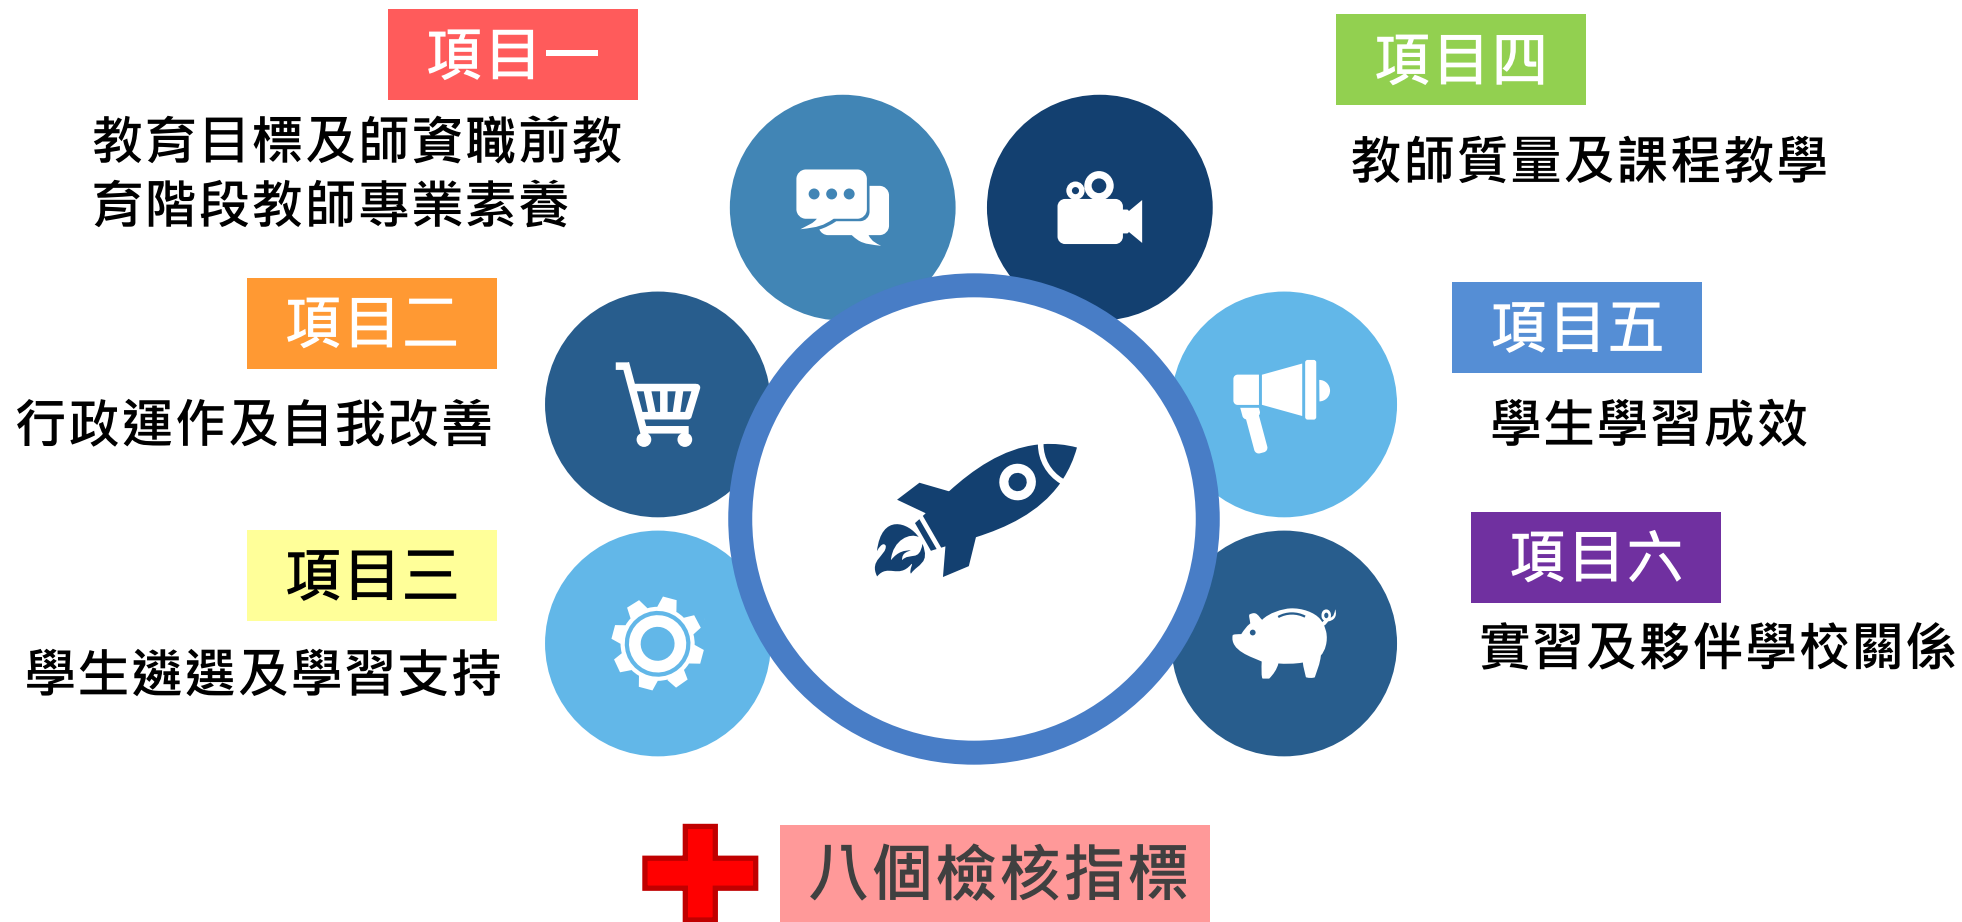 項目一
教育目標及師資職前教
育階段教師專業素養
項目二
行政運作及自我改善
項目三
學生遴選及學習支持
項目四
教師質量及課程教學
項目五
學生學習成效
項目六
實習及夥伴學校關係
八個檢核指標